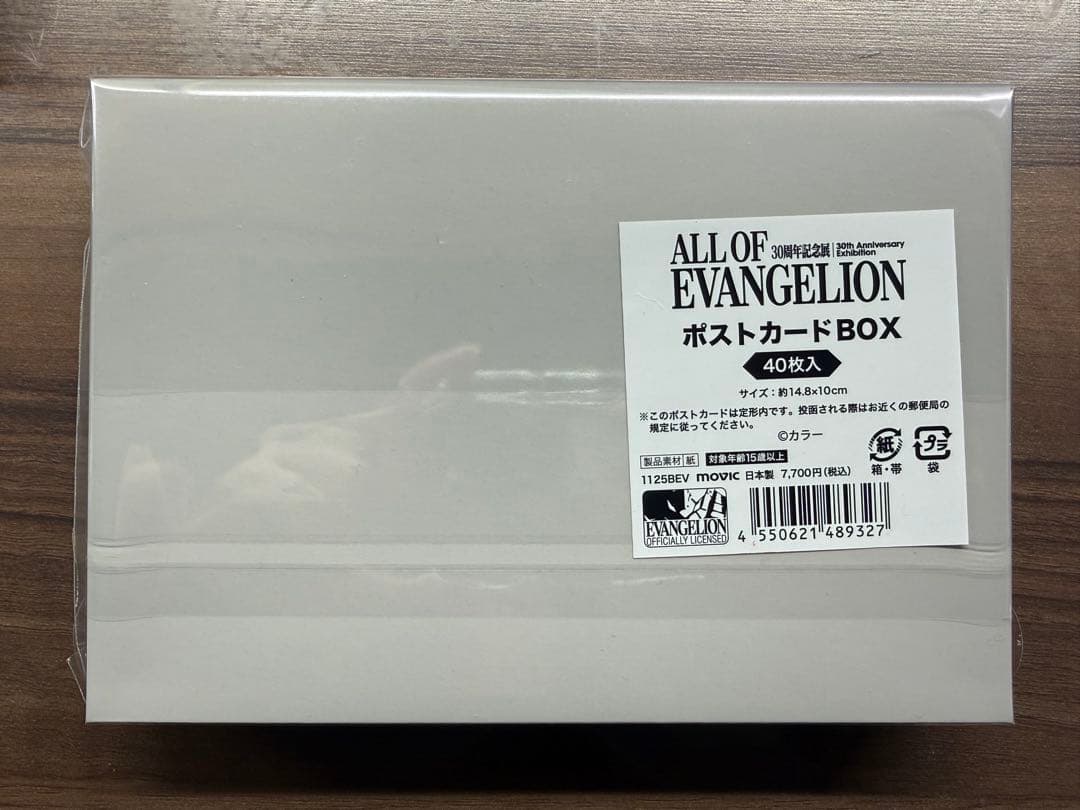 ALL OF 30周年記念展 30th Anniversary Exhibition
EVANGELION
ポストカードBOX
40枚入
サイズ：約14.8×10cm
※このポストカードは定形内です。投函される際はお近くの郵便局の
規定に従ってください。
©カラー
製品素材 紙 対象年齢15歳以上
1125BEV movic 日本製 7,700円(税込)
紙
箱・帯
プラ
袋
EVANGELION
OFFICIALLY LICENSED
4 550621 489327